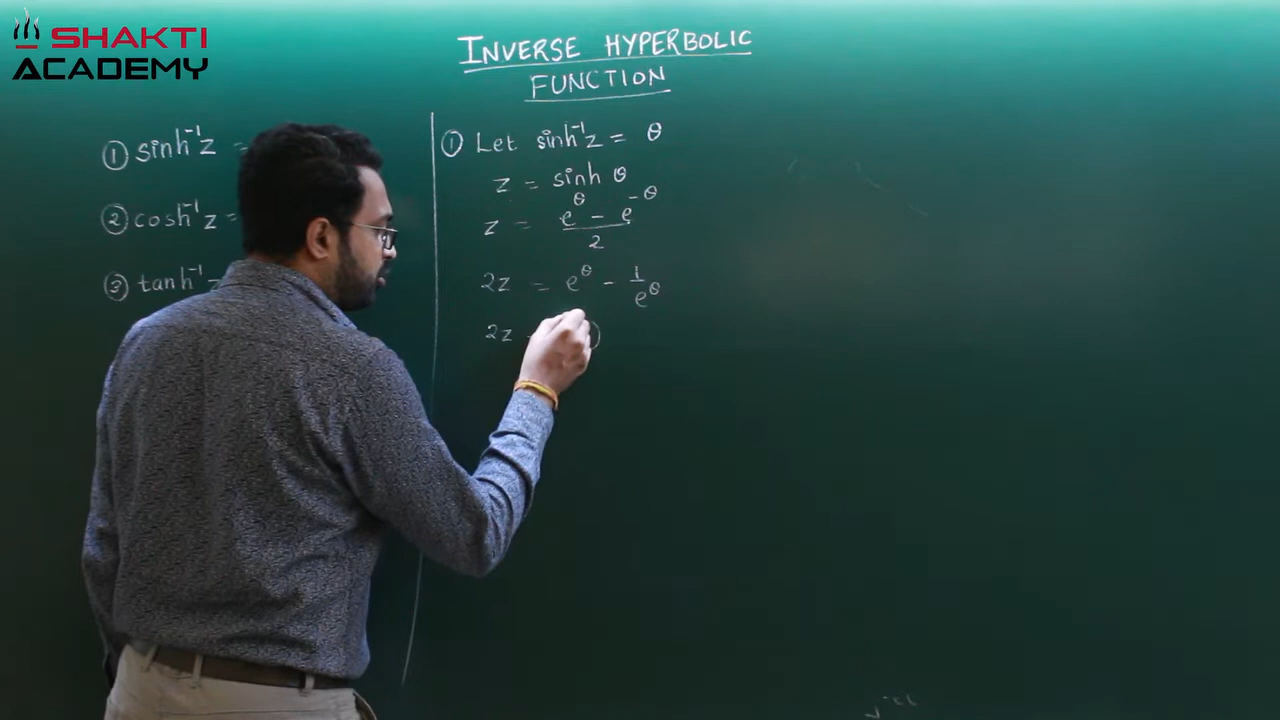 SHAKTI
ACADEMY
INVERSE HYPERBOLIC
FUNCTION
① sinh⁻¹z =
② cosh⁻¹z =
③ tanh⁻¹
① Let sinh⁻¹z = θ
z = sinh θ
z = (e^θ - e^-θ)/2
2z = e^θ - 1/e^θ
2z